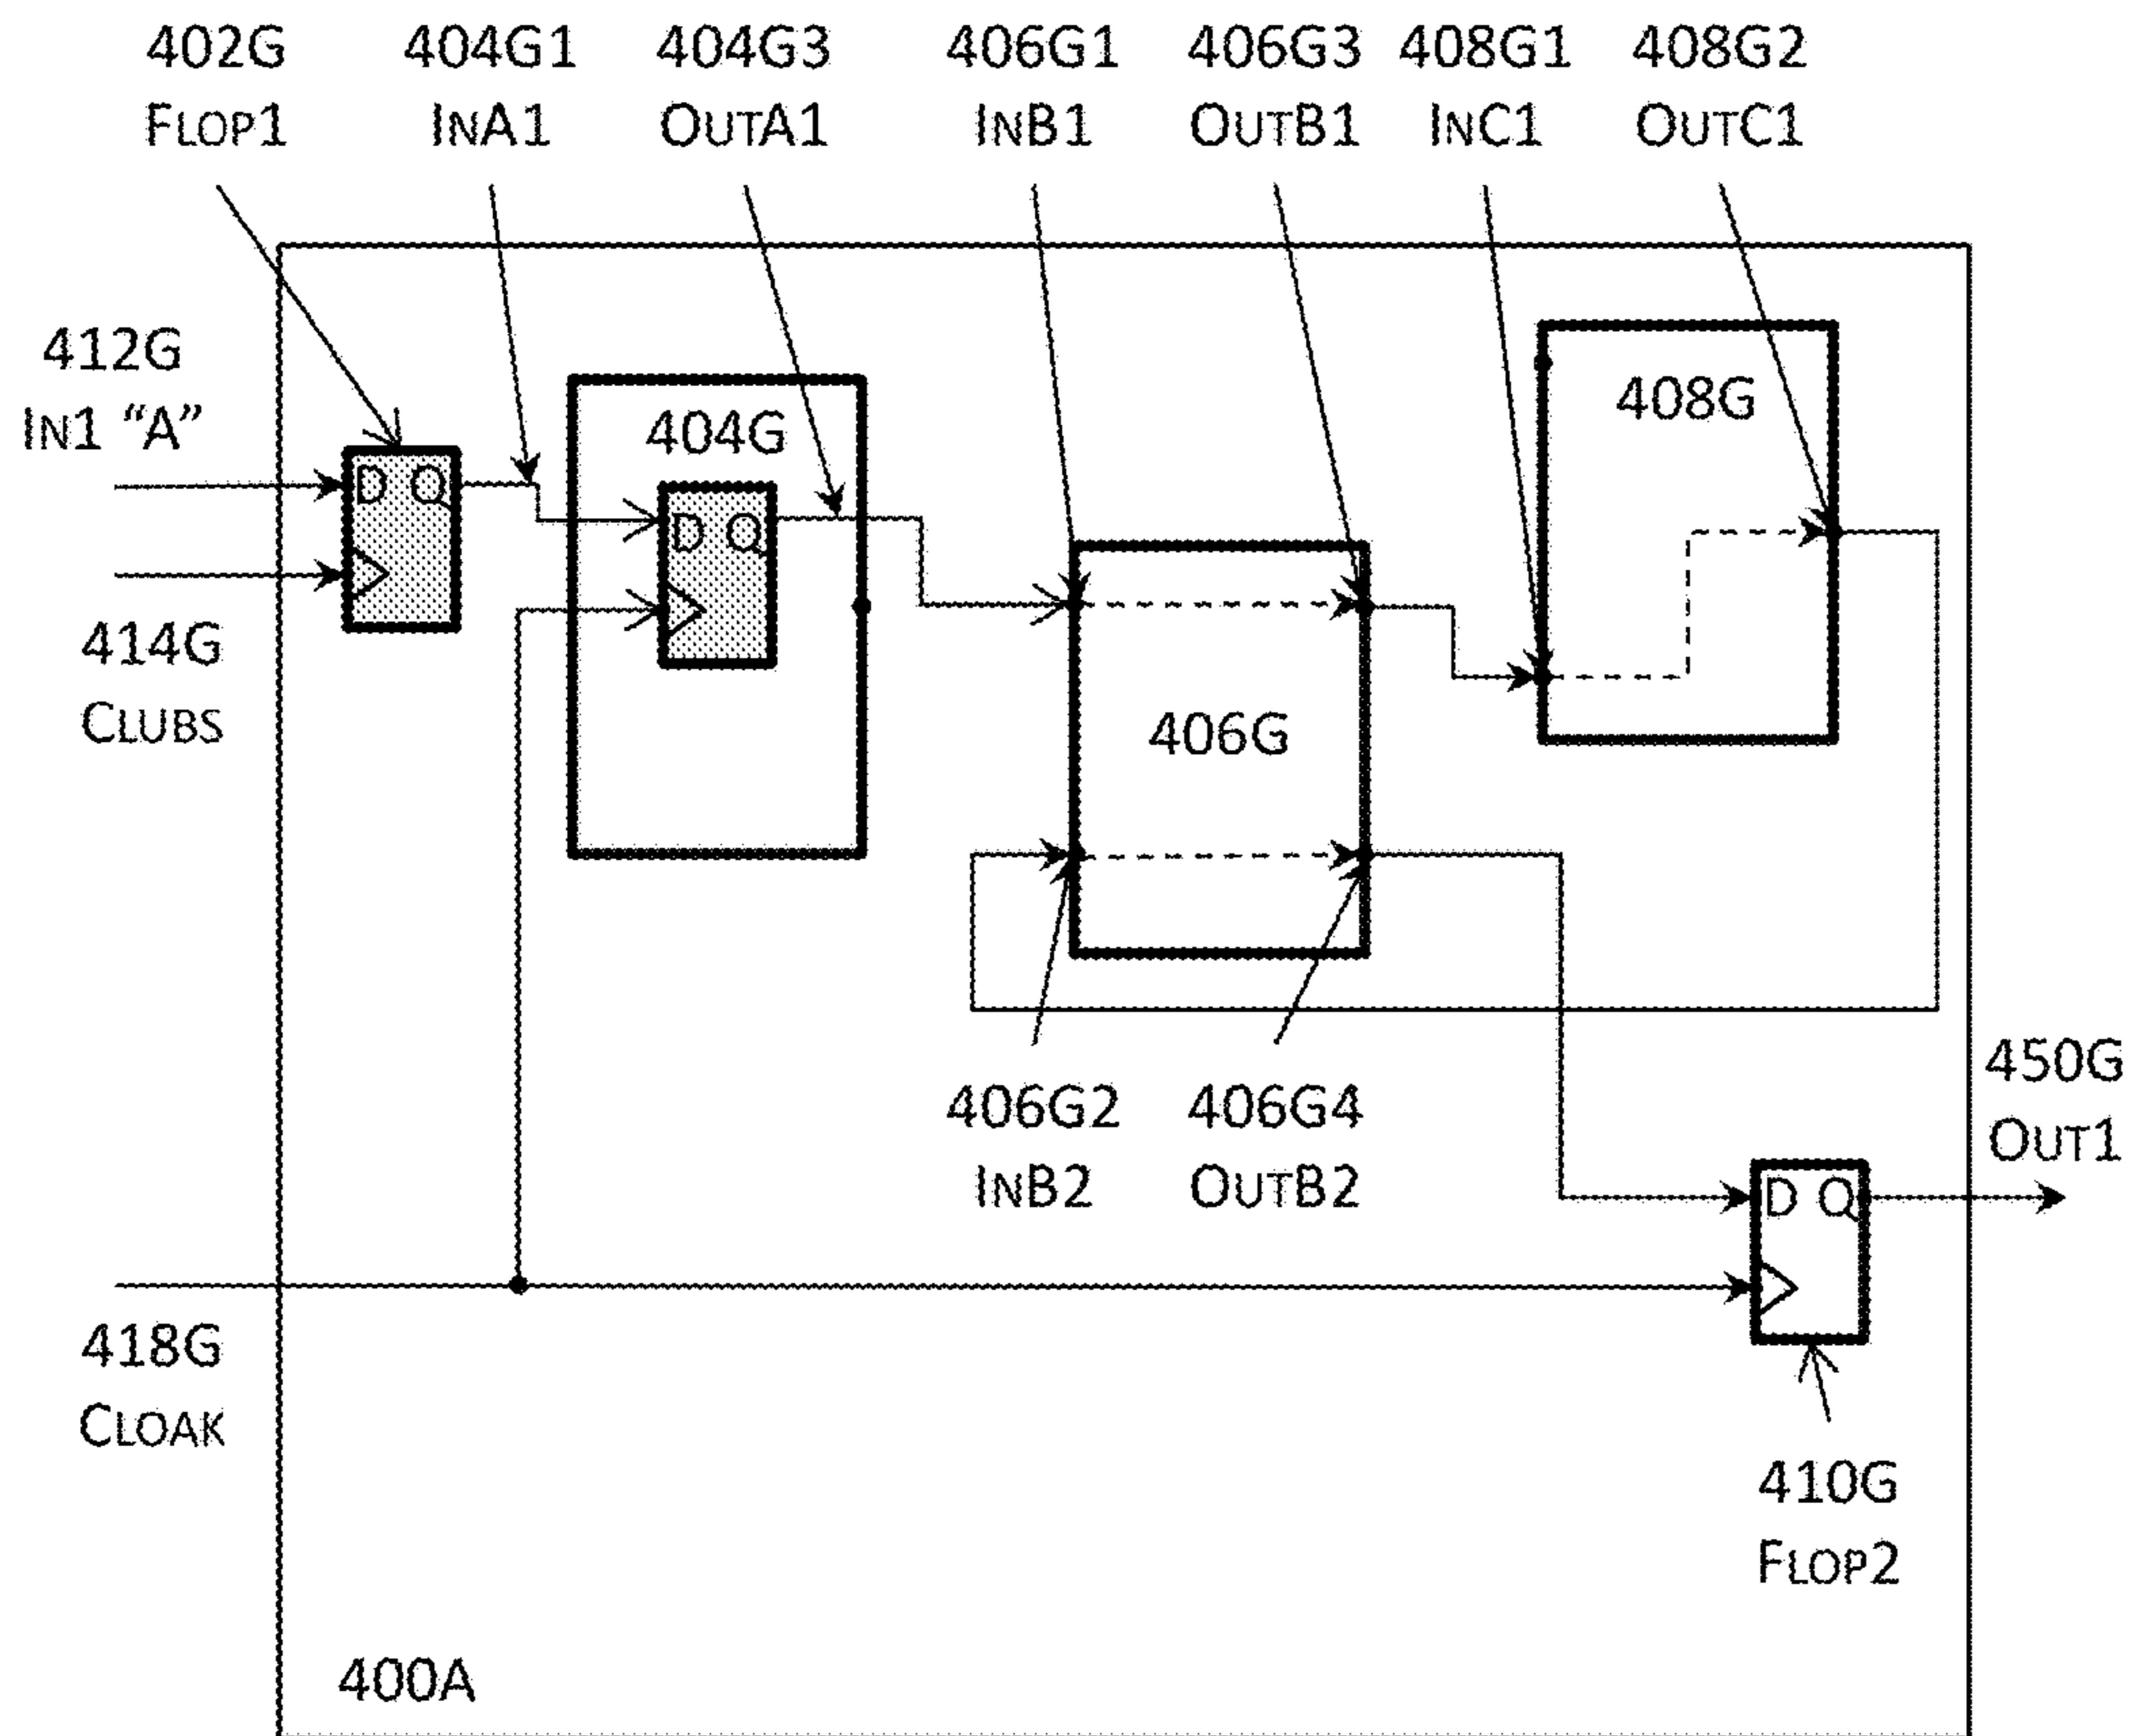 402G
FLOP1
404G1
INA1
404G3
OUTA1
406G1
INB1
406G3
OUTB1
408G1
INC1
408G2
OUTC1
412G
IN1 “A”
D Q
414G
CLUBS
404G
D Q
406G
408G
406G2
INB2
406G4
OUTB2
450G
OUT1
D Q
418G
CLOAK
410G
FLOP2
400A